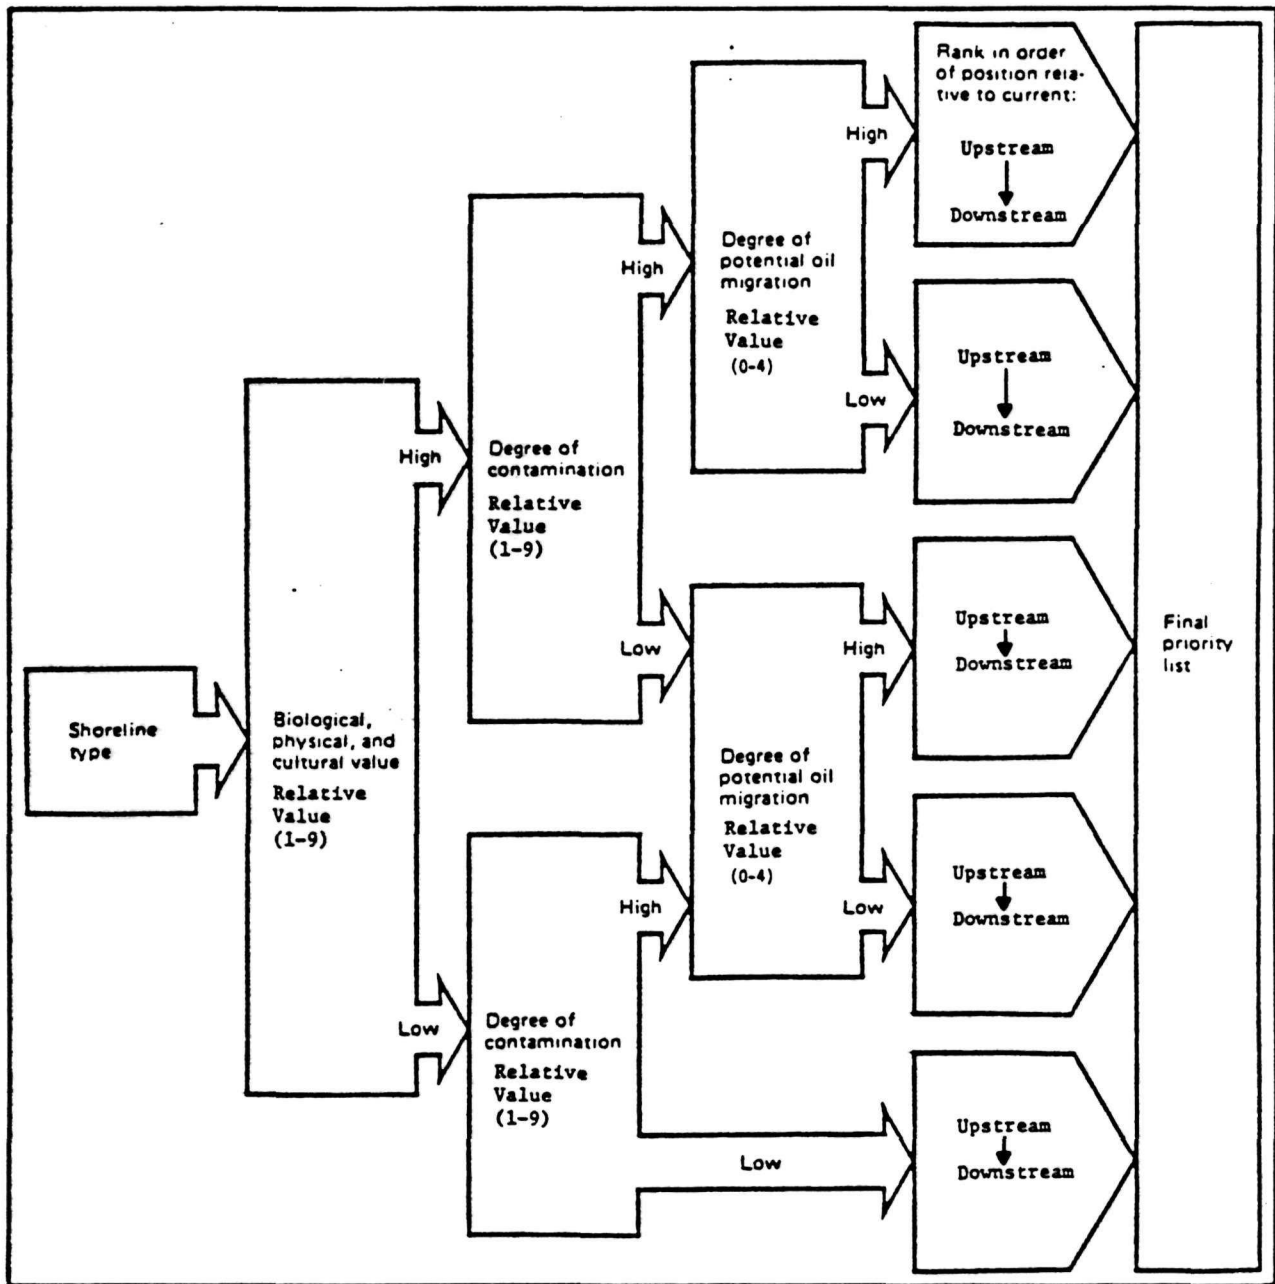 Shoreline
type
Biological,
physical, and
cultural value
Relative
Value
(1-9)
High
Low
Degree of
contamination
Relative
Value
(1-9)
High
Low
Degree of
contamination
Relative
Value
(1-9)
High
Low
Degree of
potential oil
migration
Relative
Value
(0-4)
High
Low
Degree of
potential oil
migration
Relative
Value
(0-4)
High
Low
Rank in order
of position rela-
tive to current:
Upstream
Downstream
Upstream
Downstream
Upstream
Downstream
Upstream
Downstream
Upstream
Downstream
Final
priority
list